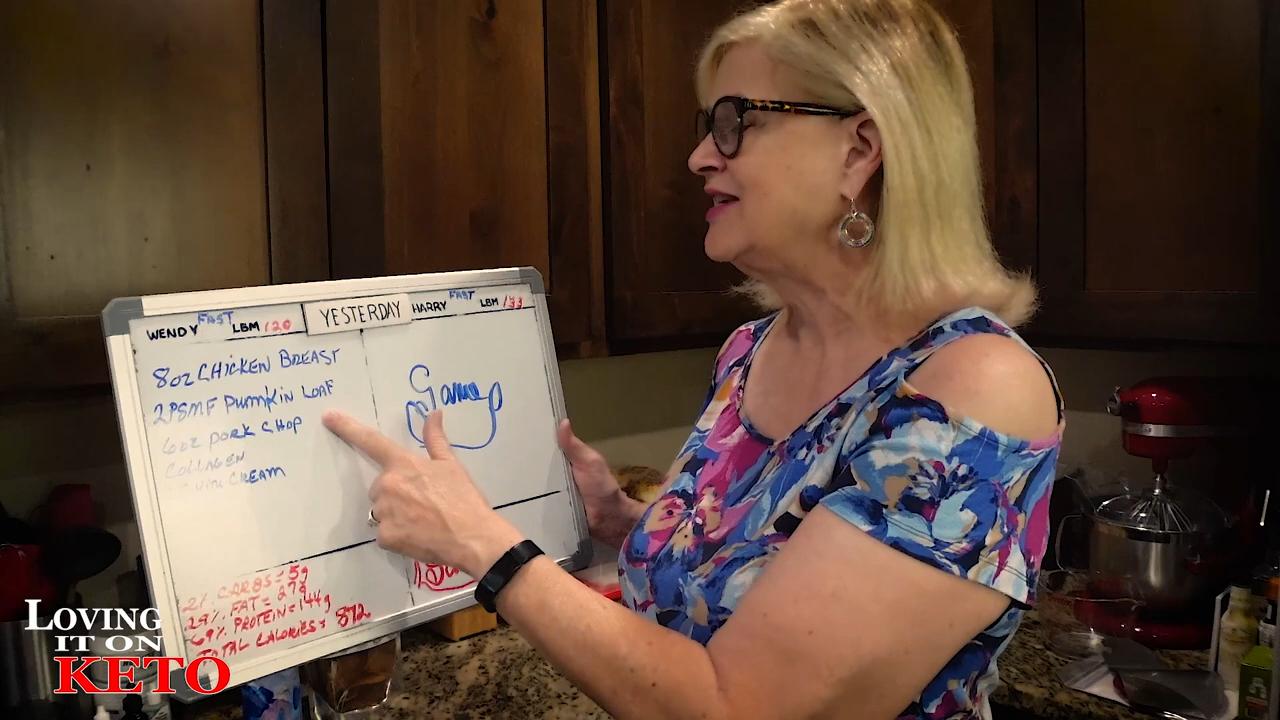 WENDY FAST LBM 120
YESTERDAY
HARRY FAST LBM 133
8oz CHICKEN BREAST
2 PSMF PUMPKIN LOAF
6oz PORK CHOP
COLLAGEN
CREAM
Game
2% CARBS = 5g
29% FAT = 27g
69% PROTEIN = 144g
TOTAL CALORIES = 872
LOVING
IT ON
KETO